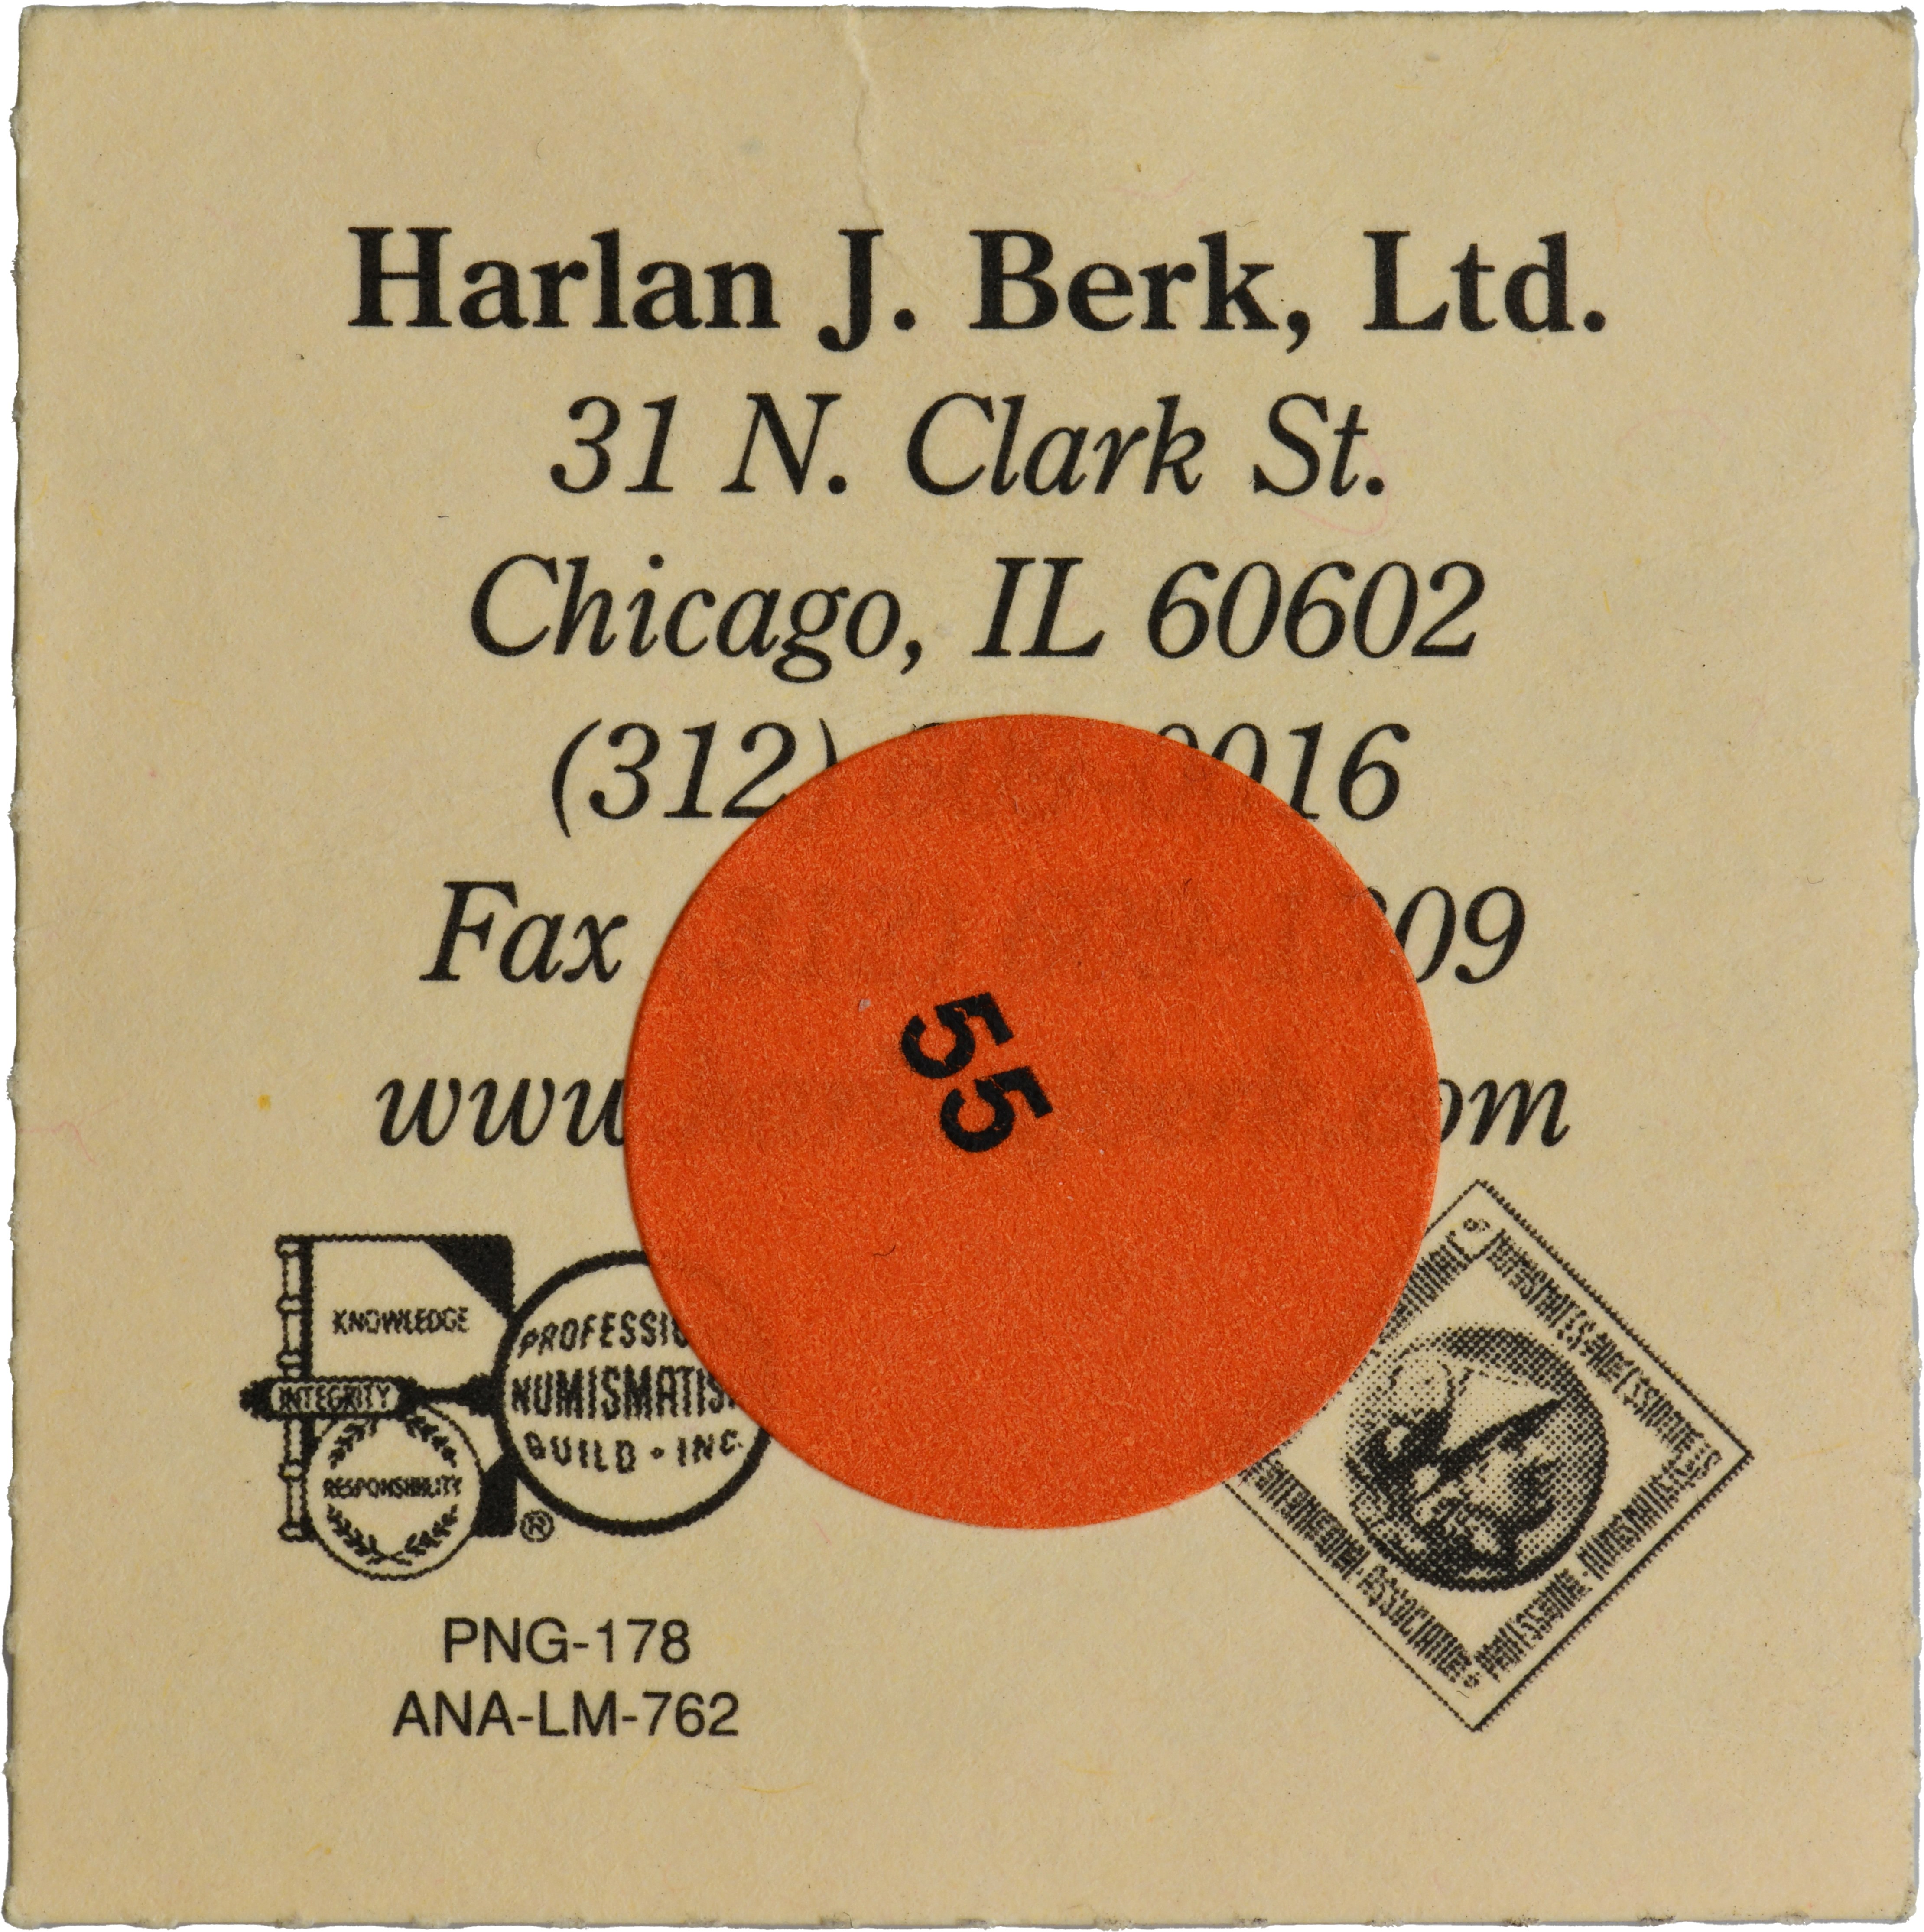 Harlan J. Berk, Ltd.
31 N. Clark St.
Chicago, IL 60602
(312) 016
Fax 09
www. om
55
KNOWLEDGE
INTEGRITY
RESPONSIBILITY
PROFESSIO
NUMISMATIS
GUILD • INC.
®
PNG-178
ANA-LM-762